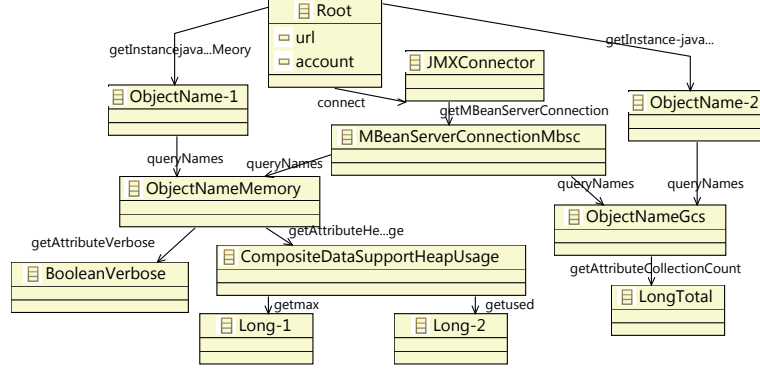 Root
url
account
getInstancejava...Meory
getInstance-java...
JMXConnector
ObjectName-1
connect
getMBeanServerConnection
ObjectName-2
MBeanServerConnectionMbsc
queryNames
queryNames
queryNames
queryNames
ObjectNameMemory
ObjectNameGcs
getAttributeVerbose
getAttributeHe...ge
BooleanVerbose
CompositeDataSupportHeapUsage
getAttributeCollectionCount
LongTotal
getmax
getused
Long-1
Long-2